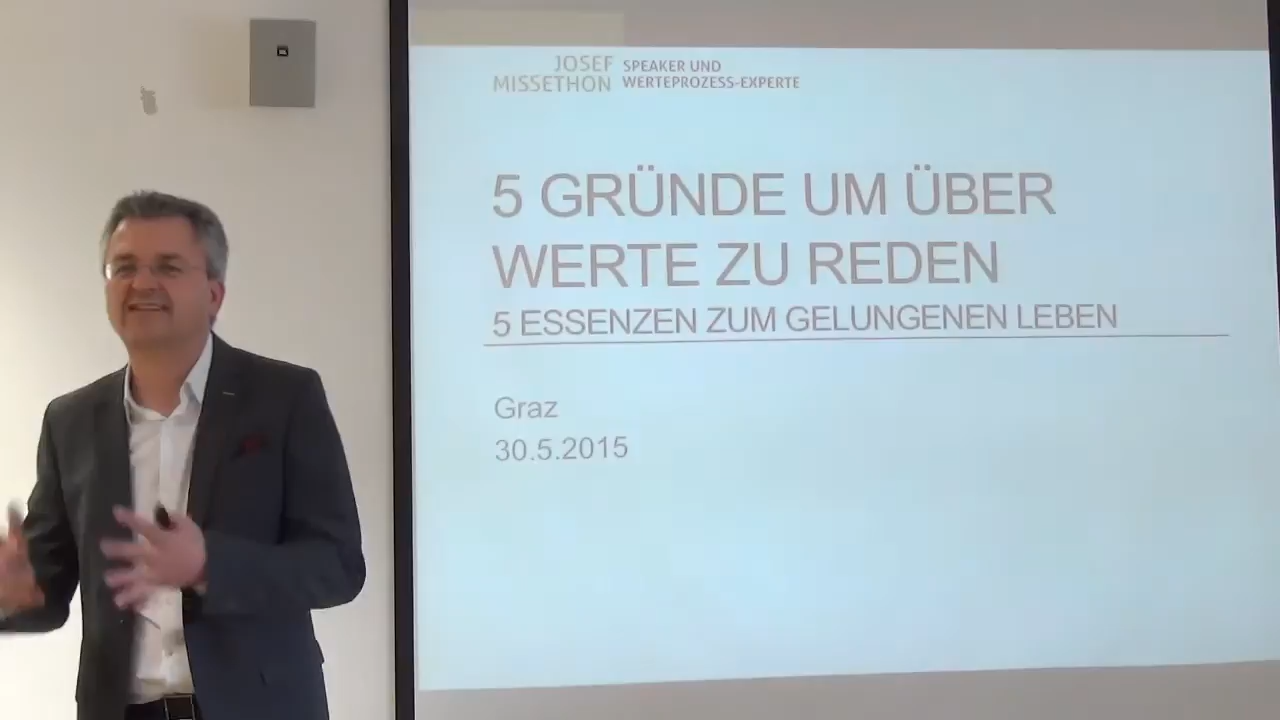 JOSEF MISSETHON
SPEAKER UND
WERTEPROZESS-EXPERTE
5 GRÜNDE UM ÜBER
WERTE ZU REDEN
5 ESSENZEN ZUM GELUNGENEN LEBEN
Graz
30.5.2015